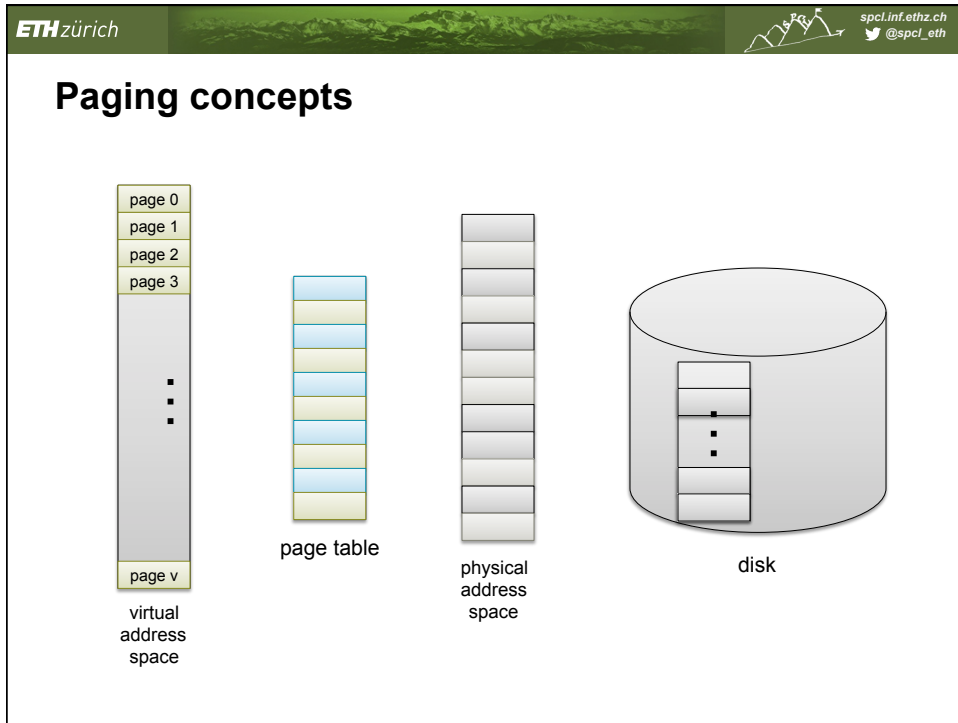 ETH zürich
spcl.inf.ethz.ch
@spcl_eth
Paging concepts
page 0
page 1
page 2
page 3
page v
virtual
address
space
page table
physical
address
space
disk